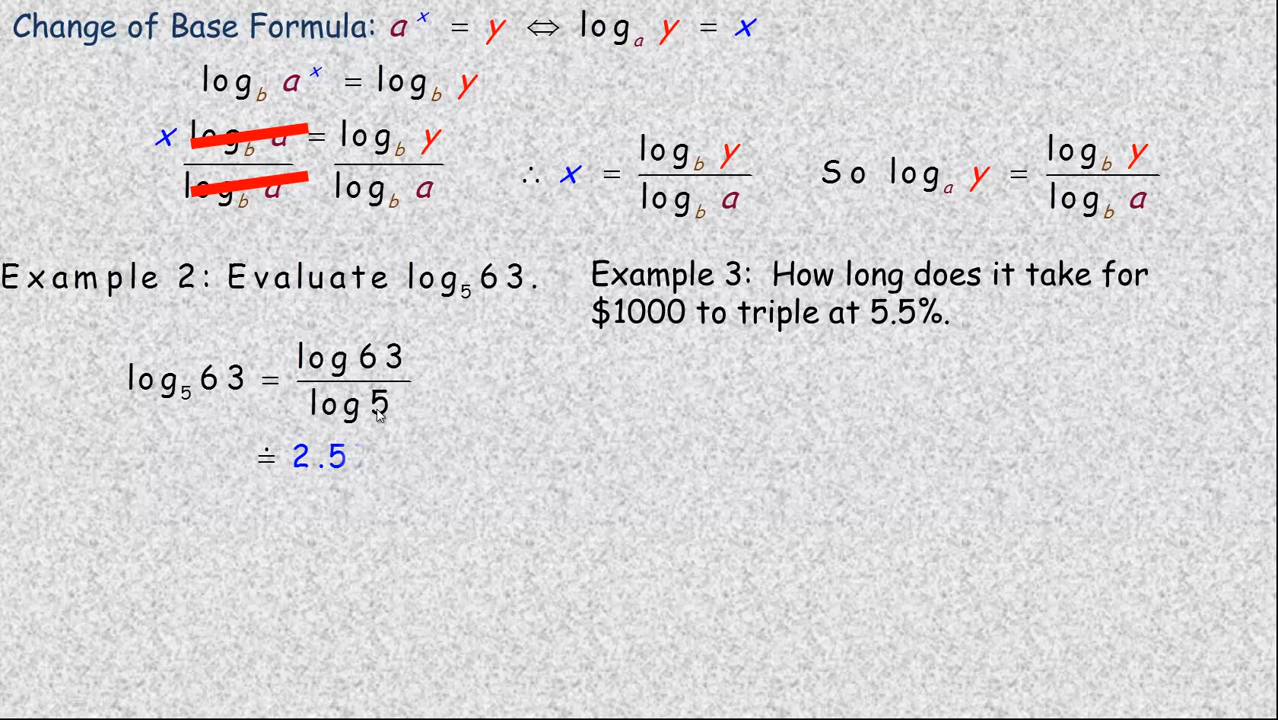 Change of Base Formula: a^x = y ⇔ log_a y = x
log_b a^x = log_b y
x log_b a / log_b a = log_b y / log_b a ∴ x = log_b y / log_b a So log_a y = log_b y / log_b a
Example 2: Evaluate log_5 63.
log_5 63 = log 63 / log 5
≐ 2.5
Example 3: How long does it take for
$1000 to triple at 5.5%.